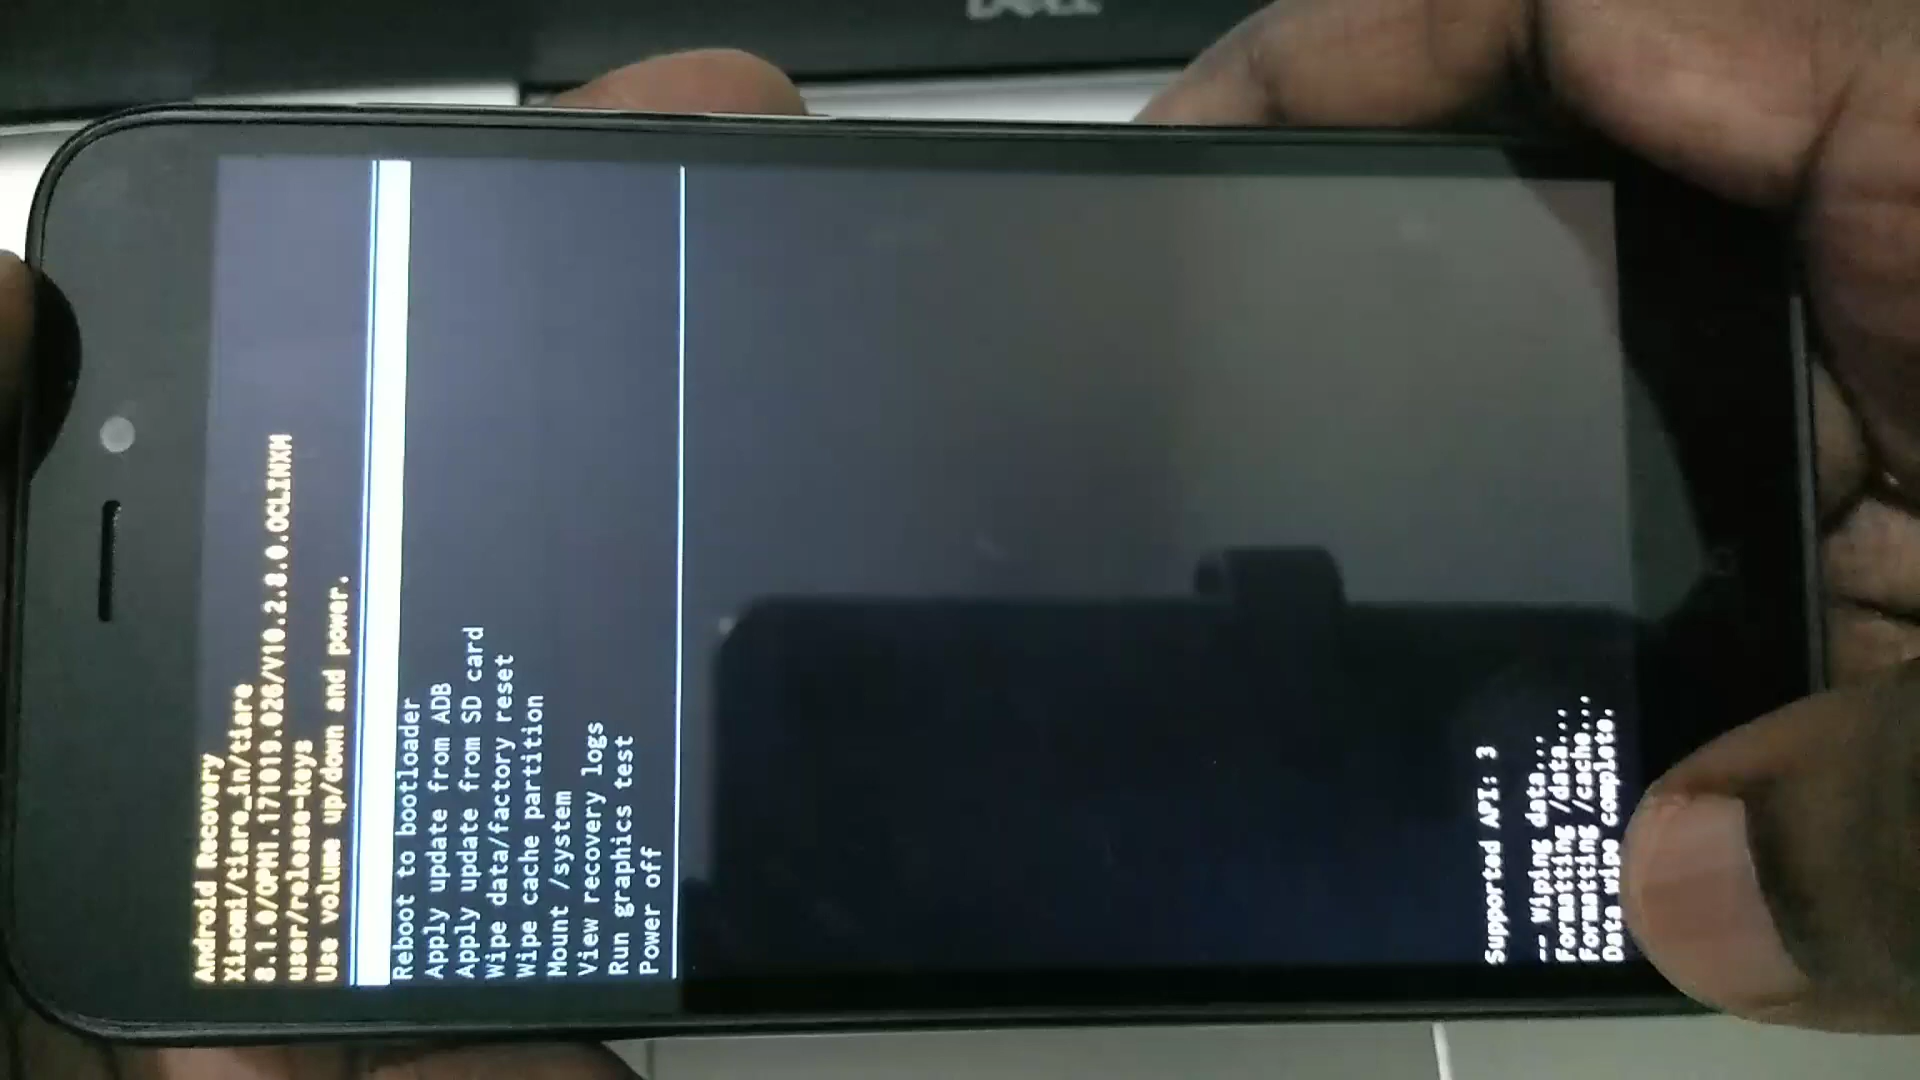 Android Recovery
Xiaomi/tiare_in/tiare
8.1.0/OPM1.171019.026/V10.2.8.0.OCLINXM
user/release-keys
Use volume up/down and power.
Reboot to bootloader
Apply update from ADB
Apply update from SD card
Wipe data/factory reset
Wipe cache partition
Mount /system
View recovery logs
Run graphics test
Power off
Supported API: 3
-- Wiping data...
Formatting /data...
Formatting /cache...
Data wipe complete.